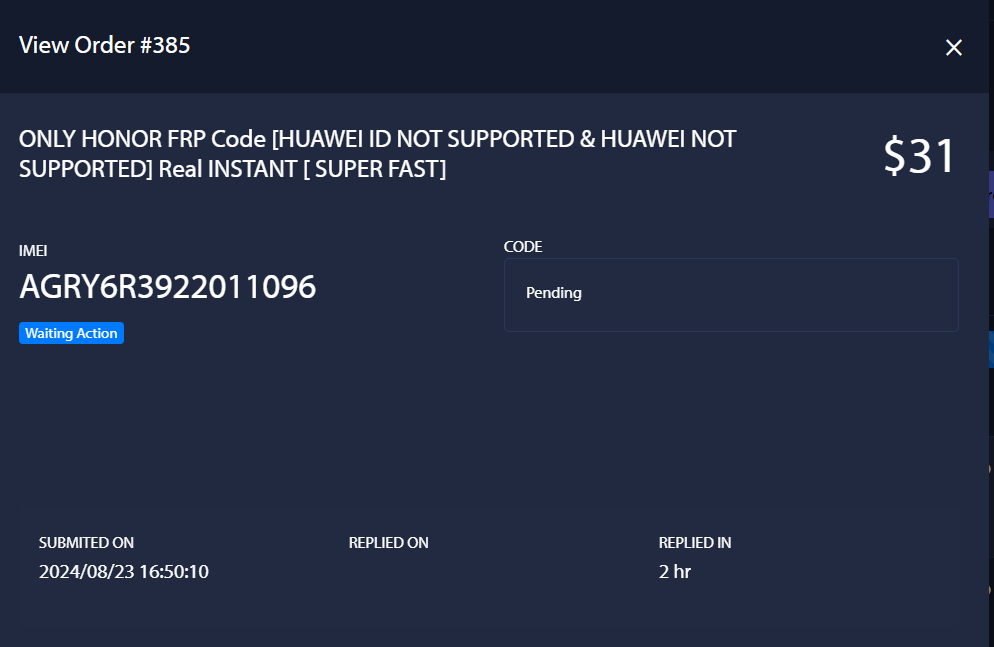 View Order #385
ONLY HONOR FRP Code [HUAWEI ID NOT SUPPORTED & HUAWEI NOT
SUPPORTED] Real INSTANT [ SUPER FAST]
$31
IMEI
AGRY6R3922011096
Waiting Action
CODE
Pending
SUBMITED ON
2024/08/23 16:50:10
REPLIED ON
REPLIED IN
2 hr